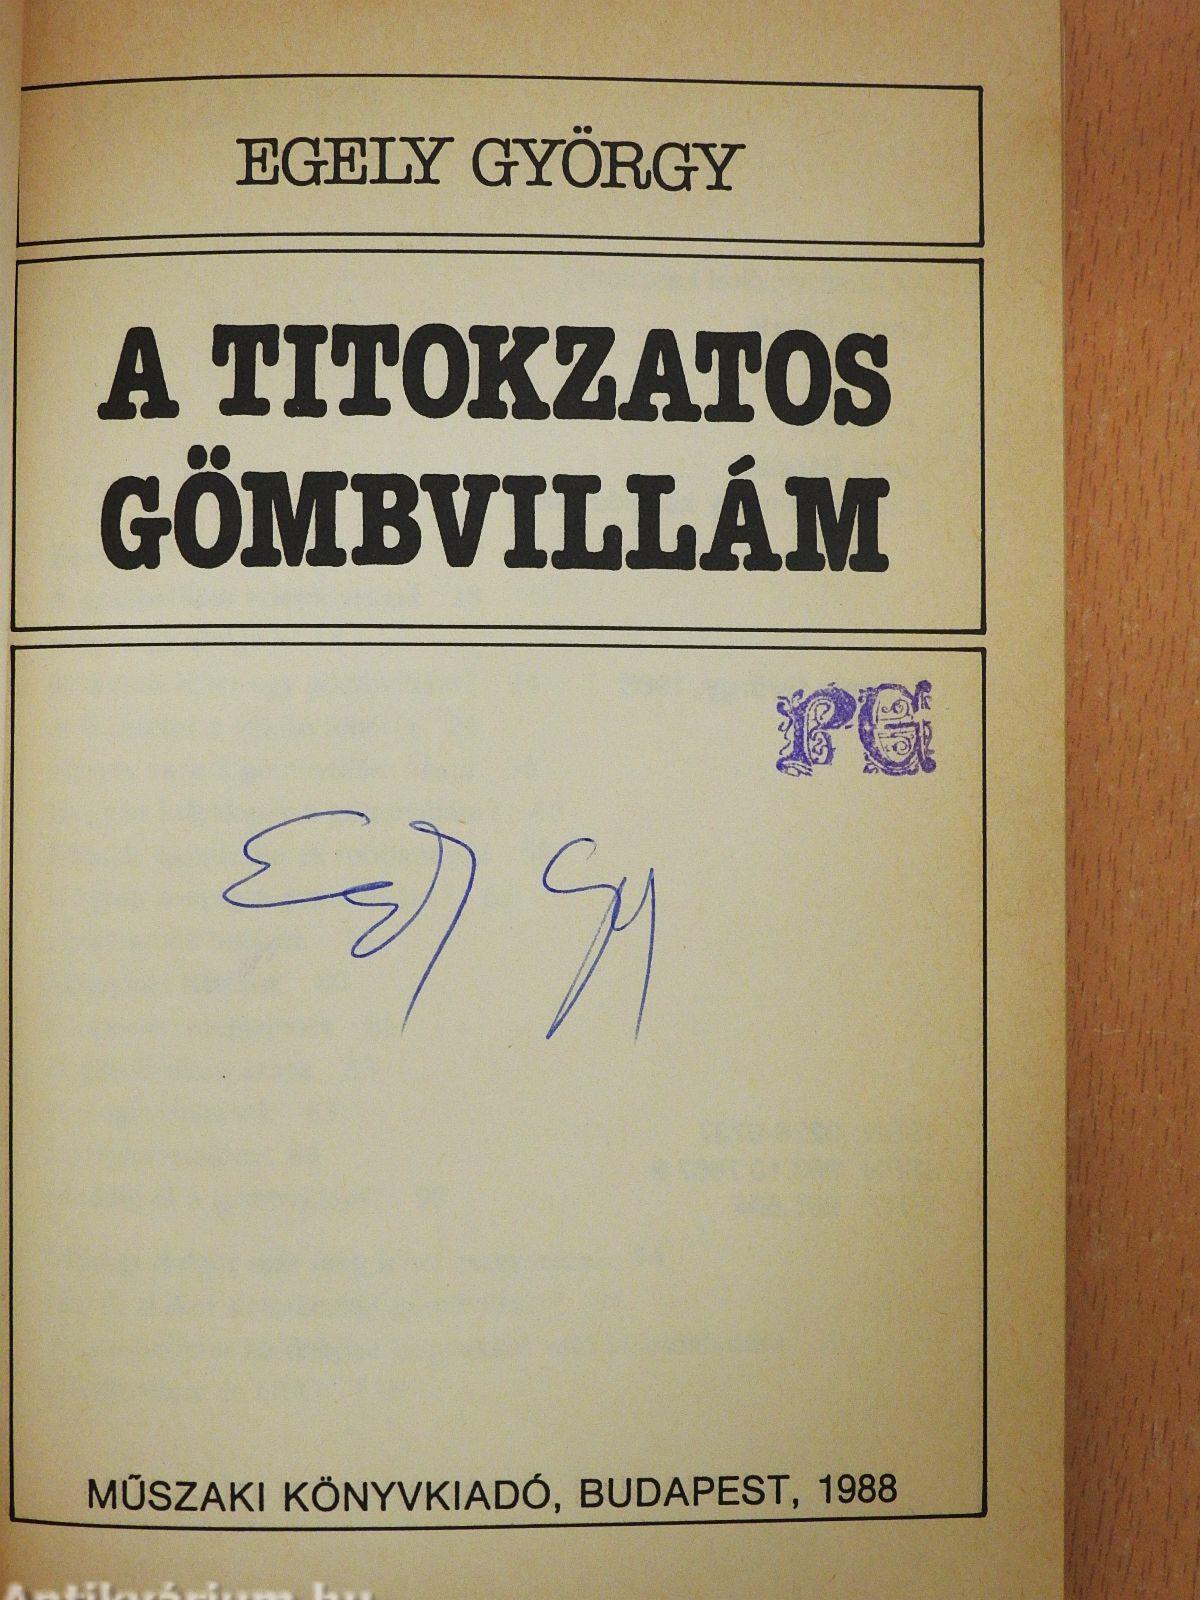 EGELY GYÖRGY
A TITOKZATOS
GÖMBVILLÁM
PG
MŰSZAKI KÖNYVKIADÓ, BUDAPEST, 1988
Antikvárium.hu